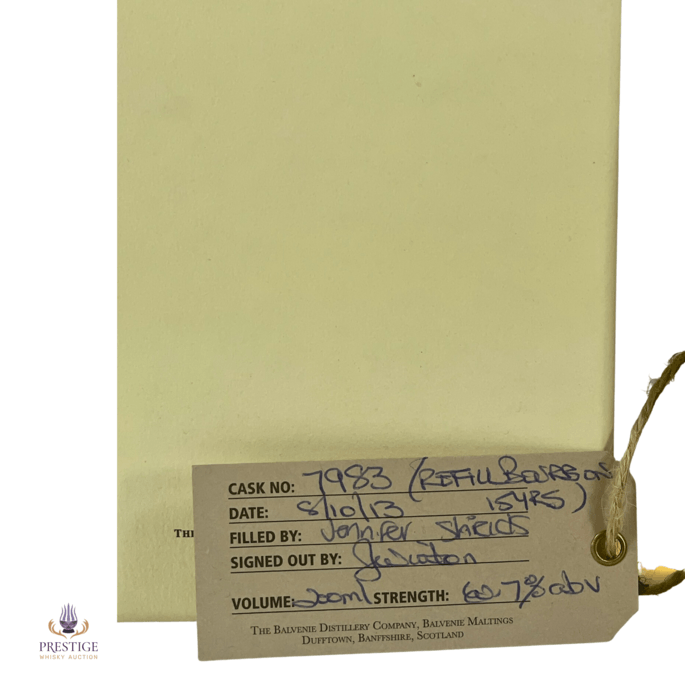 CASK NO: 7983 (REFILL BOURBON
DATE: 8/10/13 15YRS)
THE
FILLED BY: Jennifer Shields
SIGNED OUT BY:
VOLUME: 200ml STRENGTH: 60.7% abv
THE BALVENIE DISTILLERY COMPANY, BALVENIE MALTINGS
DUFFTOWN, BANFFSHIRE, SCOTLAND
PRESTIGE
WHISKY AUCTION